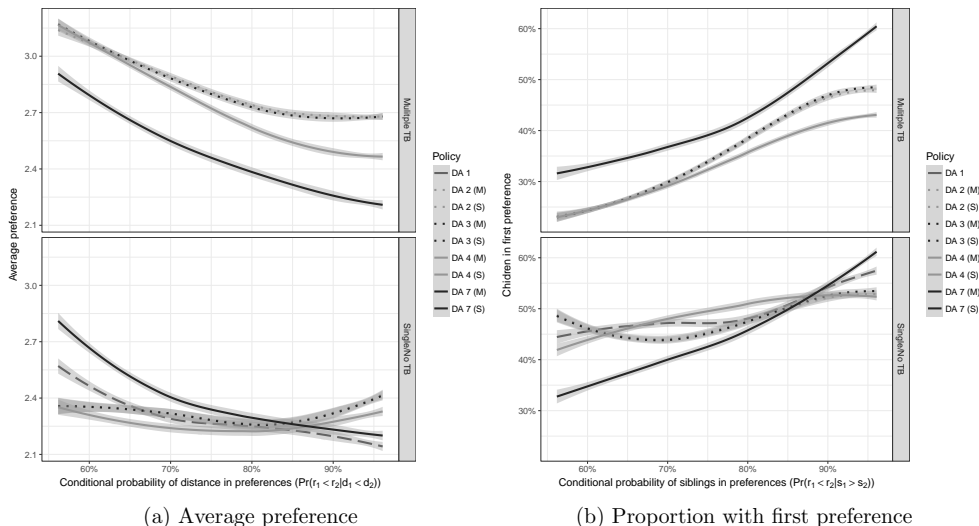 3.0
2.7
2.4
2.1
Multiple TB
3.0
2.7
2.4
2.1
Single/No TB
Average preference
60%
70%
80%
90%
Conditional probability of distance in preferences (Pr(r₁ < r₂|d₁ < d₂))
Policy
DA 1
DA 2 (M)
DA 2 (S)
DA 3 (M)
DA 3 (S)
DA 4 (M)
DA 4 (S)
DA 7 (M)
DA 7 (S)
(a) Average preference
60%
50%
40%
30%
Multiple TB
60%
50%
40%
30%
Single/No TB
Chidren in first preference
60%
70%
80%
90%
Conditional probability of siblings in preferences (Pr(r₁ < r₂|s₁ > s₂))
Policy
DA 1
DA 2 (M)
DA 2 (S)
DA 3 (M)
DA 3 (S)
DA 4 (M)
DA 4 (S)
DA 7 (M)
DA 7 (S)
(b) Proportion with first preference